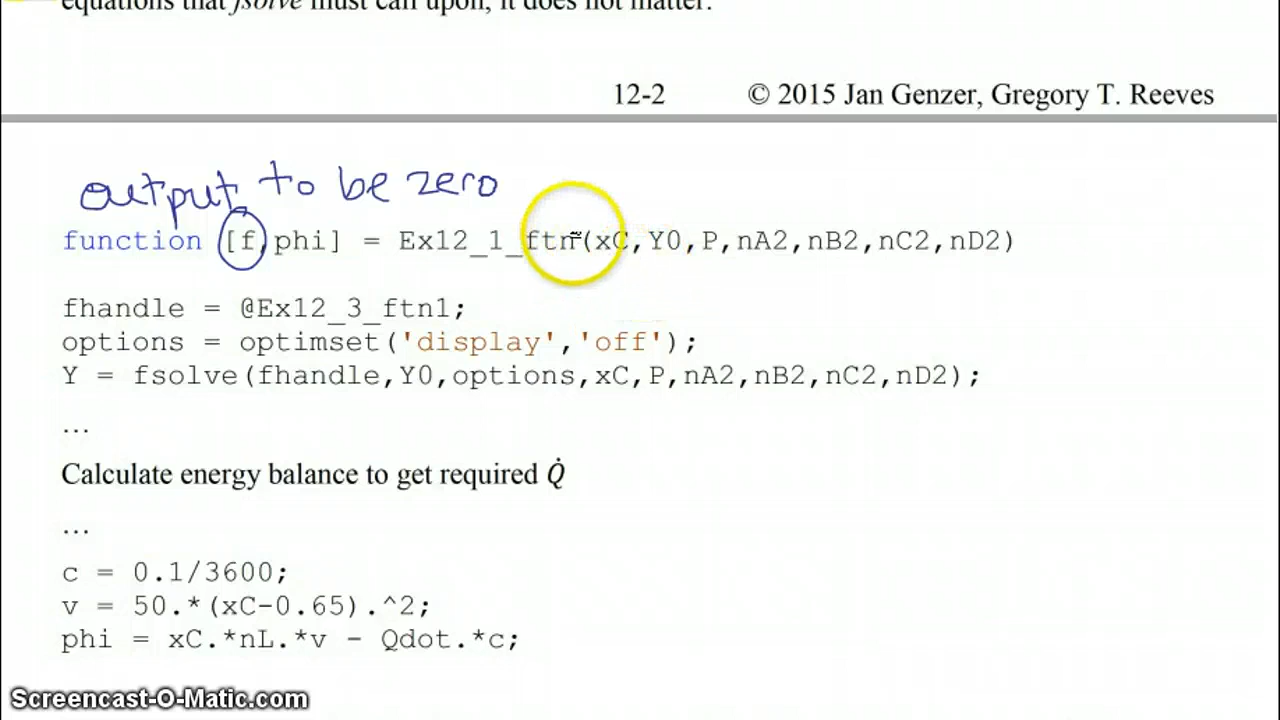 equations that fsolve must call upon, it does not matter.
12-2 © 2015 Jan Genzer, Gregory T. Reeves
output to be zero
function [f,phi] = Ex12_1_ftn(xC,Y0,P,nA2,nB2,nC2,nD2)
fhandle = @Ex12_3_ftn1;
options = optimset('display','off');
Y = fsolve(fhandle,Y0,options,xC,P,nA2,nB2,nC2,nD2);
…
Calculate energy balance to get required Q̇
…
c = 0.1/3600;
v = 50.*(xC-0.65).^2;
phi = xC.*nL.*v - Qdot.*c;
Screencast-O-Matic.com